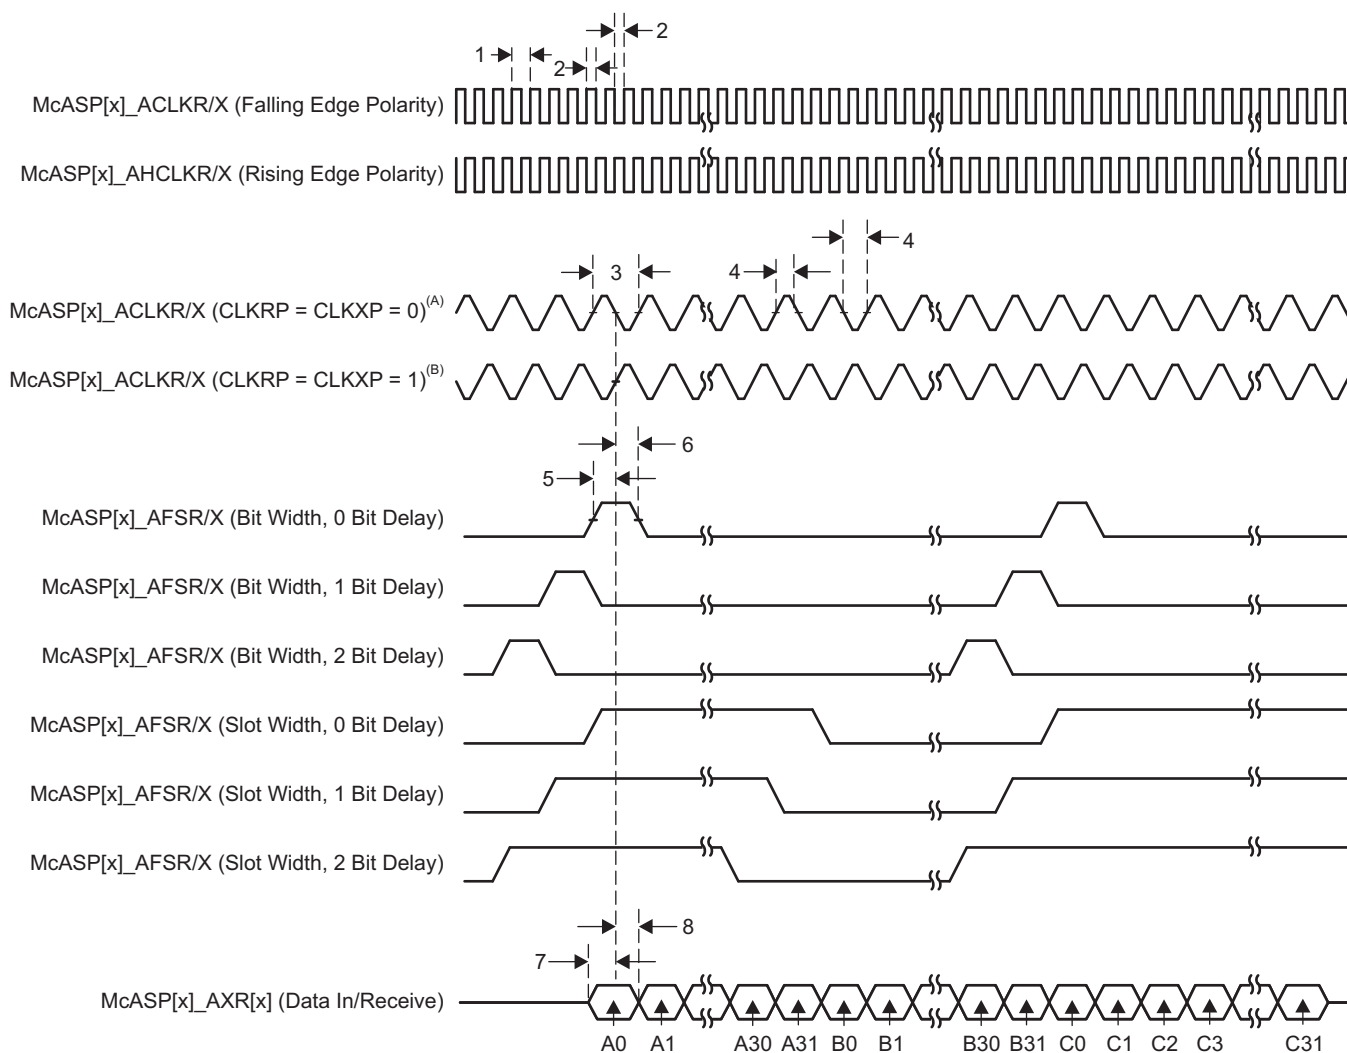 2
1
2
McASP[x]_ACLKR/X (Falling Edge Polarity)
McASP[x]_AHCLKR/X (Rising Edge Polarity)
4
3
4
McASP[x]_ACLKR/X (CLKRP = CLKXP = 0)(A)
McASP[x]_ACLKR/X (CLKRP = CLKXP = 1)(B)
6
5
McASP[x]_AFSR/X (Bit Width, 0 Bit Delay)
McASP[x]_AFSR/X (Bit Width, 1 Bit Delay)
McASP[x]_AFSR/X (Bit Width, 2 Bit Delay)
McASP[x]_AFSR/X (Slot Width, 0 Bit Delay)
McASP[x]_AFSR/X (Slot Width, 1 Bit Delay)
McASP[x]_AFSR/X (Slot Width, 2 Bit Delay)
8
7
McASP[x]_AXR[x] (Data In/Receive)
A0 A1 A30 A31 B0 B1 B30 B31 C0 C1 C2 C3 C31